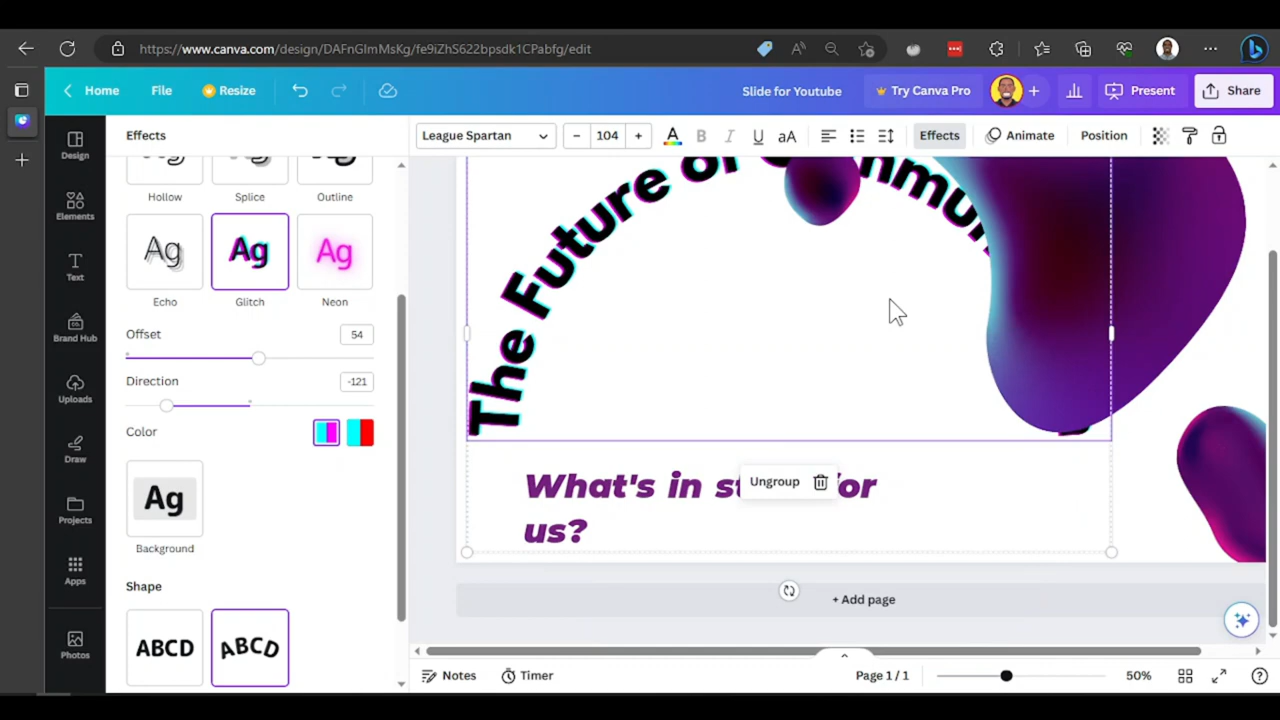 https://www.canva.com/design/DAFnGImMsKg/fe9iZhS622bpsdk1CPabfg/edit
Home
File
Resize
Slide for Youtube
Try Canva Pro
Present
Share
Design
Elements
Text
Brand Hub
Uploads
Draw
Projects
Apps
Photos
Effects
Hollow
Splice
Outline
Ag
Ag
Ag
Echo
Glitch
Neon
Offset
54
Direction
-121
Color
Ag
Background
Shape
ABCD
ABCD
League Spartan
104
A
B
I
U
aA
Effects
Animate
Position
The Future of
What's in st
or
us?
Ungroup
+ Add page
Notes
Timer
Page 1 / 1
50%